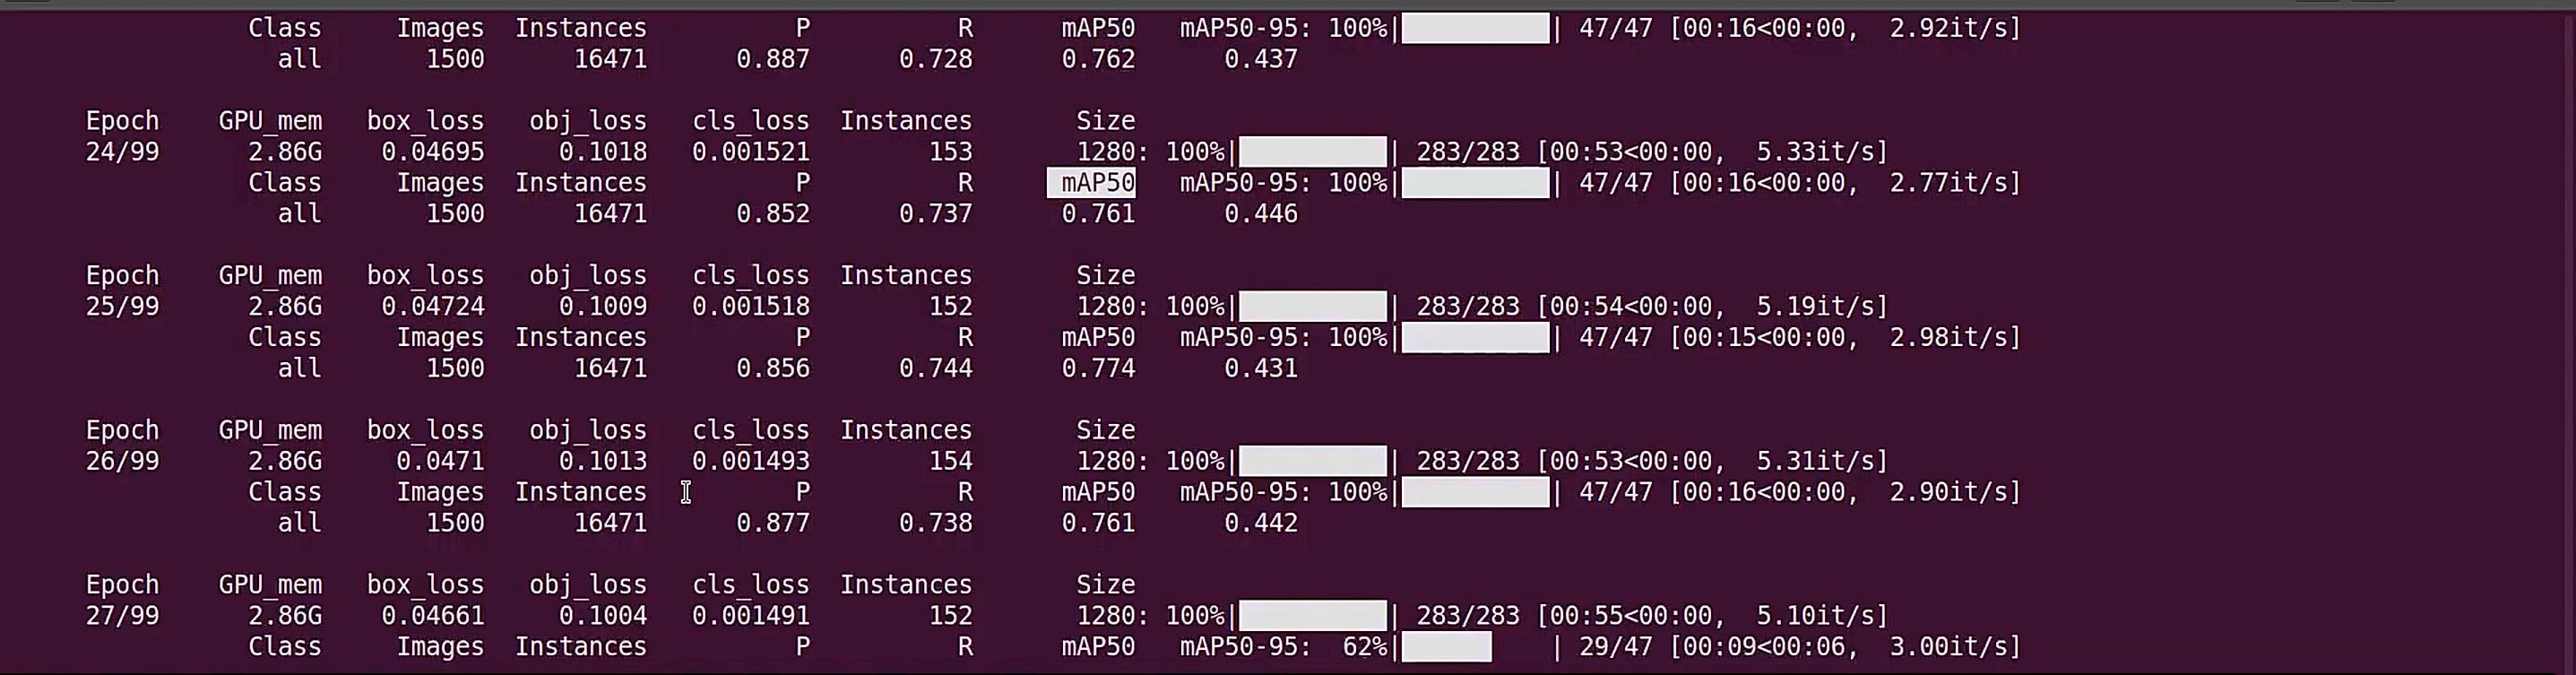 Class Images Instances P R mAP50 mAP50-95: 100%| | 47/47 [00:16<00:00, 2.92it/s]
all 1500 16471 0.887 0.728 0.762 0.437
Epoch GPU_mem box_loss obj_loss cls_loss Instances Size
24/99 2.86G 0.04695 0.1018 0.001521 153 1280: 100%| | 283/283 [00:53<00:00, 5.33it/s]
Class Images Instances P R mAP50 mAP50-95: 100%| | 47/47 [00:16<00:00, 2.77it/s]
all 1500 16471 0.852 0.737 0.761 0.446
Epoch GPU_mem box_loss obj_loss cls_loss Instances Size
25/99 2.86G 0.04724 0.1009 0.001518 152 1280: 100%| | 283/283 [00:54<00:00, 5.19it/s]
Class Images Instances P R mAP50 mAP50-95: 100%| | 47/47 [00:15<00:00, 2.98it/s]
all 1500 16471 0.856 0.744 0.774 0.431
Epoch GPU_mem box_loss obj_loss cls_loss Instances Size
26/99 2.86G 0.0471 0.1013 0.001493 154 1280: 100%| | 283/283 [00:53<00:00, 5.31it/s]
Class Images Instances P R mAP50 mAP50-95: 100%| | 47/47 [00:16<00:00, 2.90it/s]
all 1500 16471 0.877 0.738 0.761 0.442
Epoch GPU_mem box_loss obj_loss cls_loss Instances Size
27/99 2.86G 0.04661 0.1004 0.001491 152 1280: 100%| | 283/283 [00:55<00:00, 5.10it/s]
Class Images Instances P R mAP50 mAP50-95: 62%| | 29/47 [00:09<00:06, 3.00it/s]